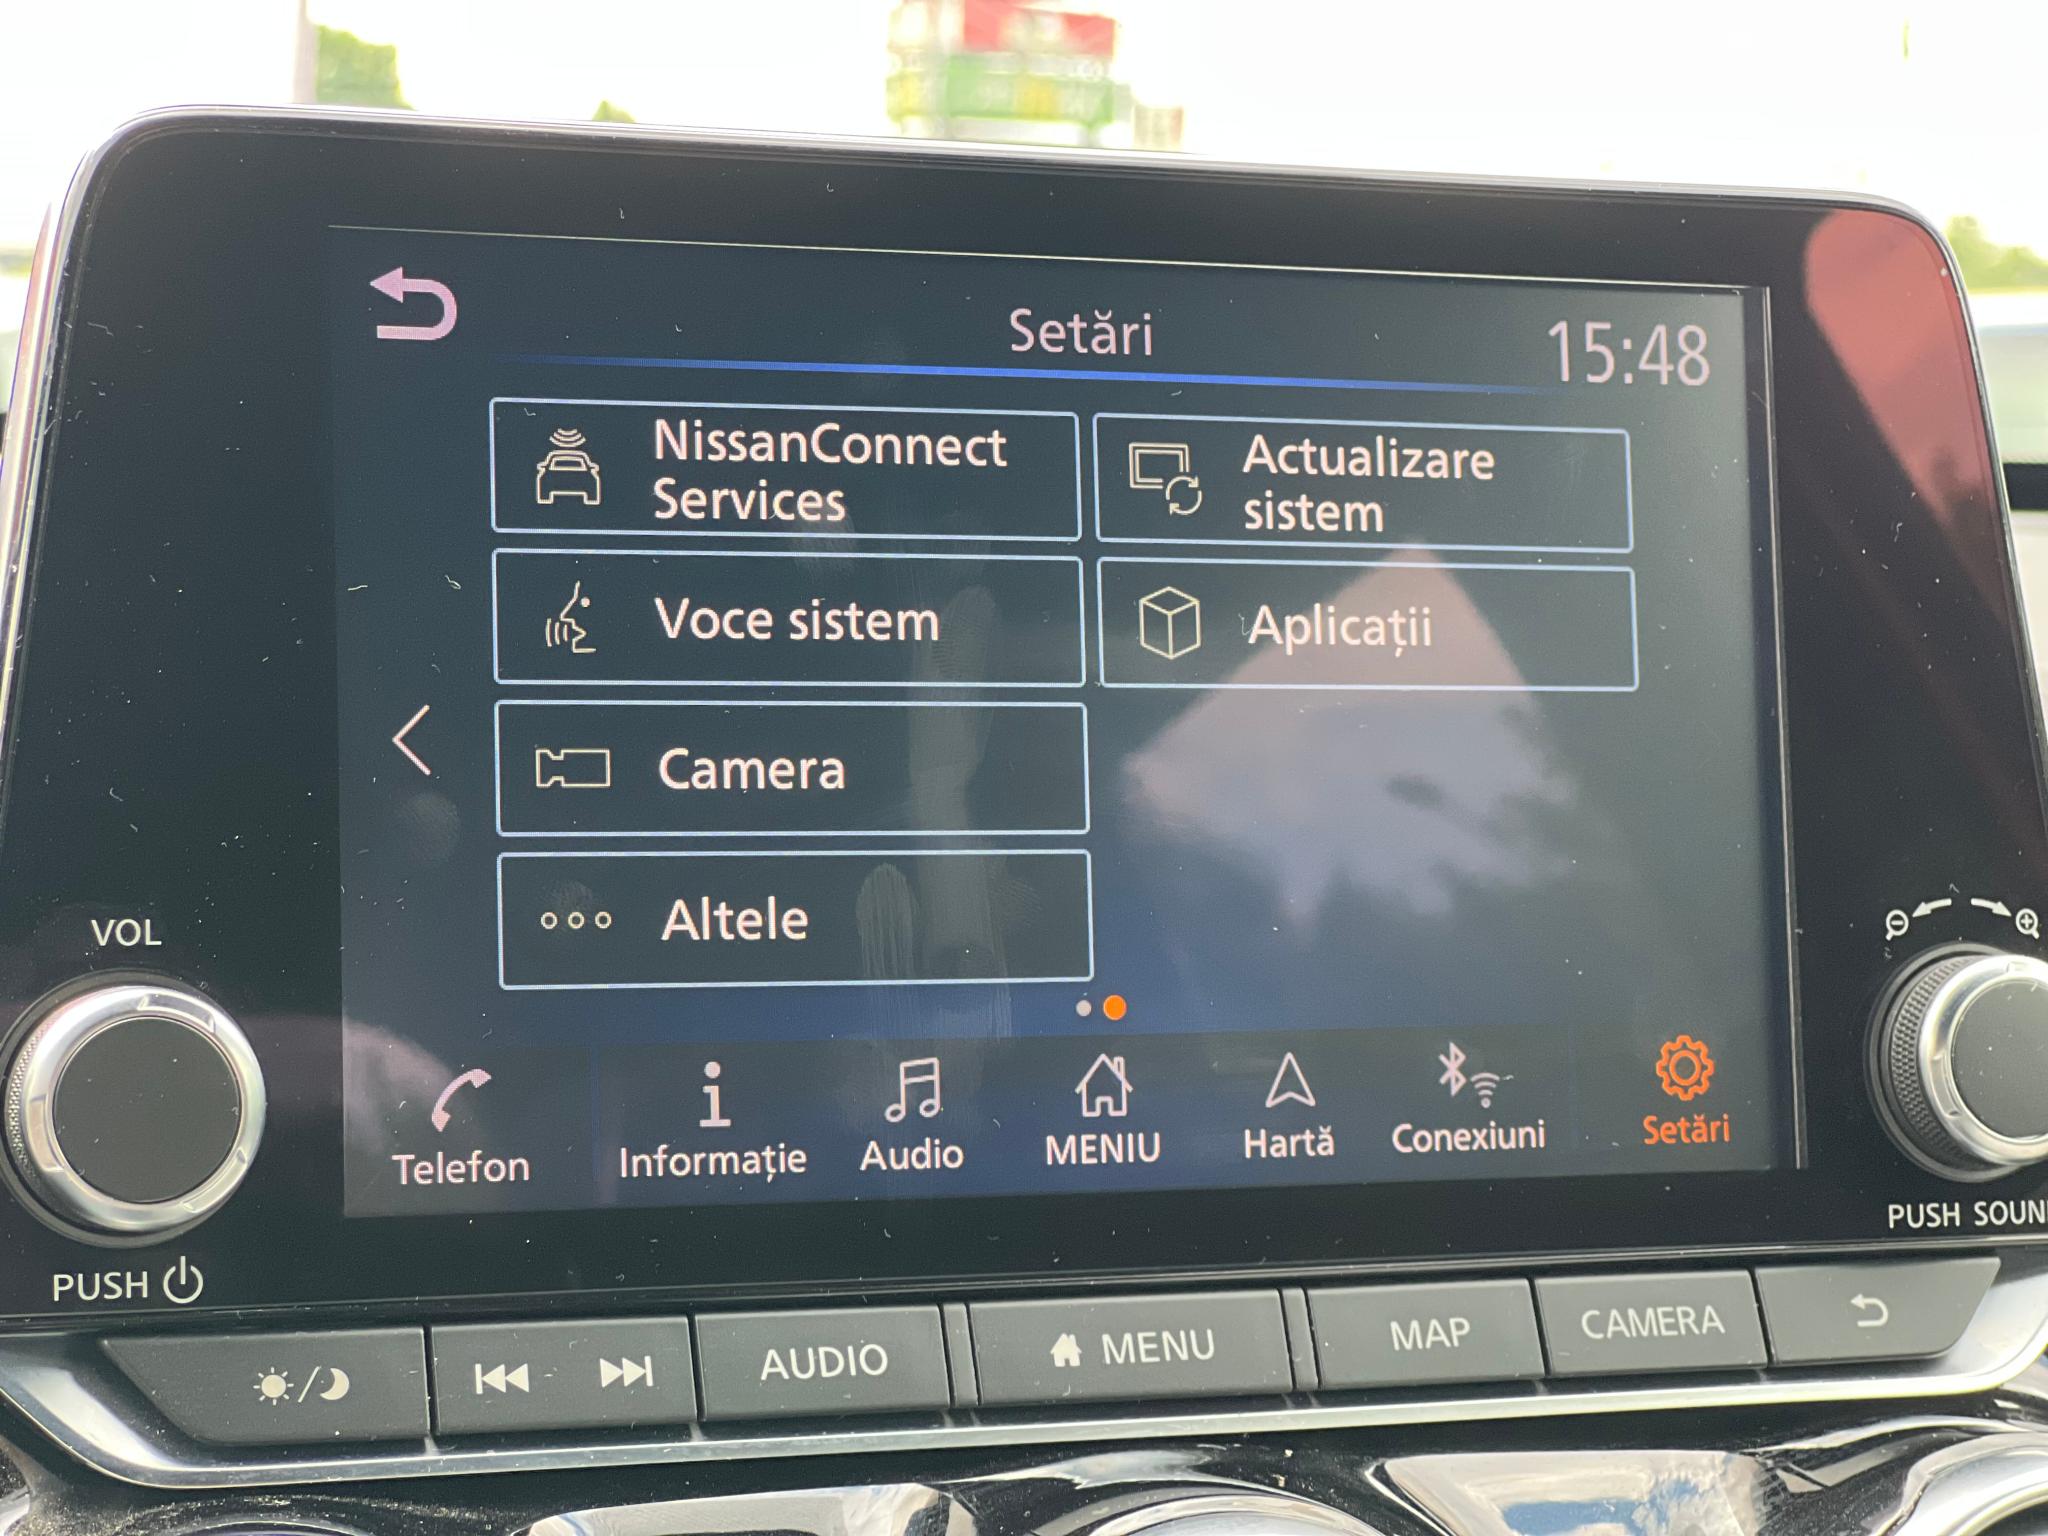 Setări
15:48
NissanConnect
Services
Actualizare
sistem
Voce sistem
Aplicații
Camera
Altele
Telefon
Informație
Audio
MENIU
Hartă
Conexiuni
Setări
VOL
PUSH
PUSH
AUDIO
MENU
MAP
CAMERA